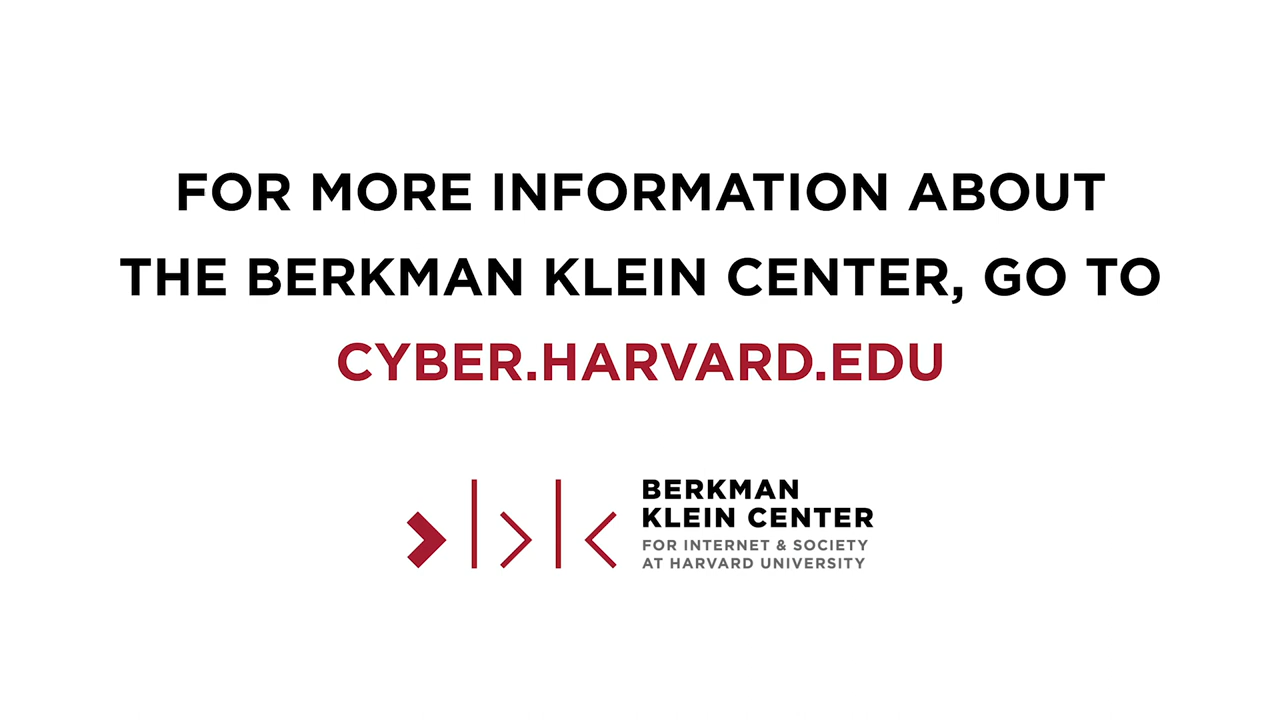 FOR MORE INFORMATION ABOUT
THE BERKMAN KLEIN CENTER, GO TO
CYBER.HARVARD.EDU
BERKMAN
KLEIN CENTER
FOR INTERNET & SOCIETY
AT HARVARD UNIVERSITY